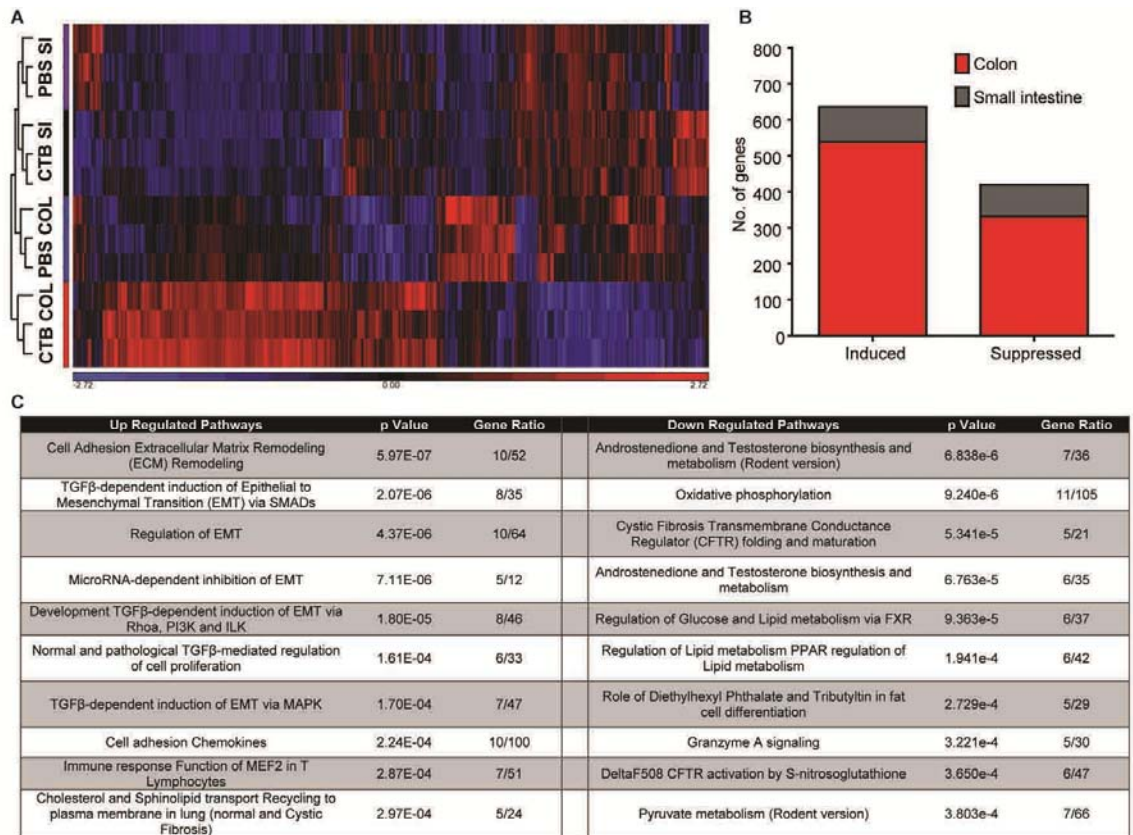 A
PBS SI
CTB SI
PBS COL
CTB COL
-2.72 0.00 2.72
B
No. of genes
800
700
600
500
400
300
200
100
0
Colon
Small intestine
Induced Suppressed
C
Up Regulated Pathways p Value Gene Ratio Down Regulated Pathways p Value Gene Ratio
Cell Adhesion Extracellular Matrix Remodeling
(ECM) Remodeling 5.97E-07 10/52
Androstenedione and Testosterone biosynthesis and
metabolism (Rodent version) 6.838e-6 7/36
TGFβ-dependent induction of Epithelial to
Mesenchymal Transition (EMT) via SMADs 2.07E-06 8/35
Oxidative phosphorylation 9.240e-6 11/105
Regulation of EMT 4.37E-06 10/64
Cystic Fibrosis Transmembrane Conductance
Regulator (CFTR) folding and maturation 5.341e-5 5/21
MicroRNA-dependent inhibition of EMT 7.11E-06 5/12
Androstenedione and Testosterone biosynthesis and
metabolism 6.763e-5 6/35
Development TGFβ-dependent induction of EMT via
Rhoa, PI3K and ILK 1.80E-05 8/46
Regulation of Glucose and Lipid metabolism via FXR 9.363e-5 6/37
Normal and pathological TGFβ-mediated regulation
of cell proliferation 1.61E-04 6/33
Regulation of Lipid metabolism PPAR regulation of
Lipid metabolism 1.941e-4 6/42
TGFβ-dependent induction of EMT via MAPK 1.70E-04 7/47
Role of Diethylhexyl Phthalate and Tributyltin in fat
cell differentiation 2.729e-4 5/29
Cell adhesion Chemokines 2.24E-04 10/100
Granzyme A signaling 3.221e-4 5/30
Immune response Function of MEF2 in T
Lymphocytes 2.87E-04 7/51
DeltaF508 CFTR activation by S-nitrosoglutathione 3.650e-4 6/47
Cholesterol and Sphinolipid transport Recycling to
plasma membrane in lung (normal and Cystic
Fibrosis) 2.97E-04 5/24
Pyruvate metabolism (Rodent version) 3.803e-4 7/66